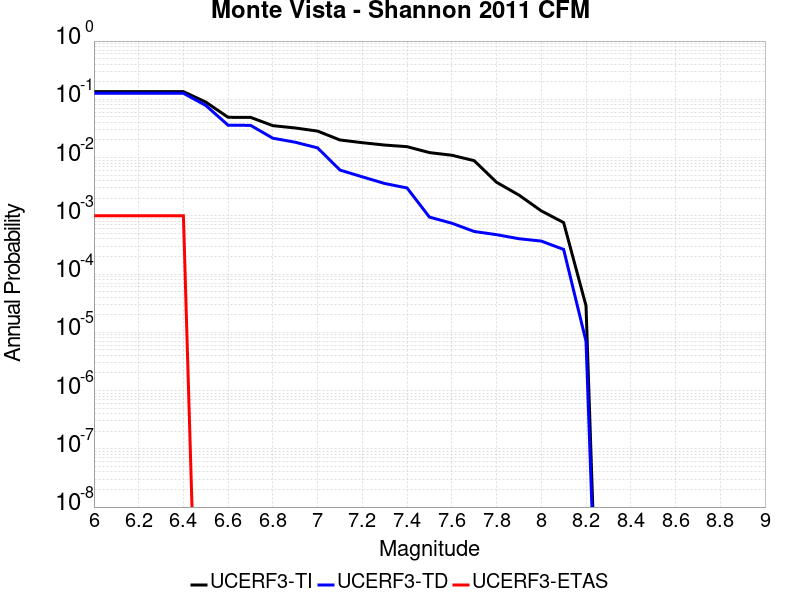 Monte Vista - Shannon 2011 CFM
10^0
10^-1
10^-2
10^-3
10^-4
10^-5
10^-6
10^-7
10^-8
Annual Probability
6 6.2 6.4 6.6 6.8 7 7.2 7.4 7.6 7.8 8 8.2 8.4 8.6 8.8 9
Magnitude
UCERF3-TI UCERF3-TD UCERF3-ETAS